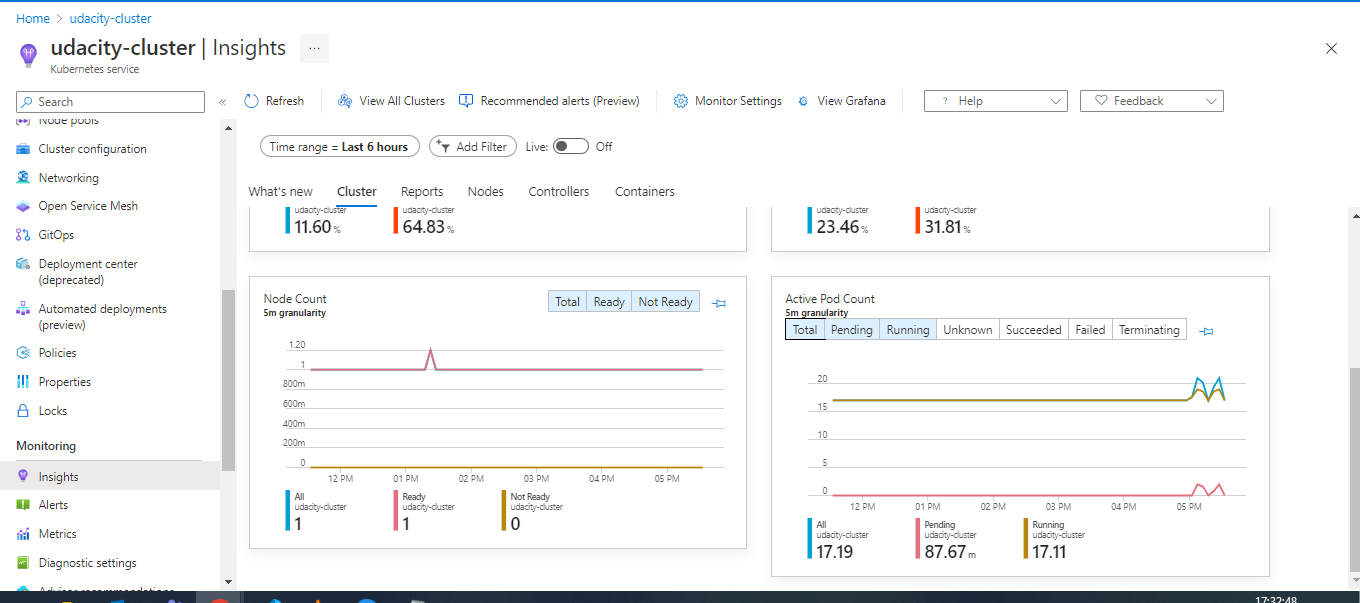 Home > udacity-cluster
udacity-cluster | Insights ...
Kubernetes service
Search «
Refresh View All Clusters Recommended alerts (Preview) Monitor Settings View Grafana ? Help Feedback
Node pools
Cluster configuration
Networking
Open Service Mesh
GitOps
Deployment center
(deprecated)
Automated deployments
(preview)
Policies
Properties
Locks
Monitoring
Insights
Alerts
Metrics
Diagnostic settings
Advisor recommendations
Time range = Last 6 hours Add Filter Live: Off
What's new Cluster Reports Nodes Controllers Containers
udacity-cluster udacity-cluster
11.60 % 64.83 %
udacity-cluster udacity-cluster
23.46 % 31.81 %
Node Count
5m granularity
Total Ready Not Ready
1.20
1
800m
600m
400m
200m
0
12 PM 01 PM 02 PM 03 PM 04 PM 05 PM
All Ready Not Ready
udacity-cluster udacity-cluster udacity-cluster
1 1 0
Active Pod Count
5m granularity
Total Pending Running Unknown Succeeded Failed Terminating
20
15
10
5
0
12 PM 01 PM 02 PM 03 PM 04 PM 05 PM
All Pending Running
udacity-cluster udacity-cluster udacity-cluster
17.19 87.67 m 17.11
17:32:48